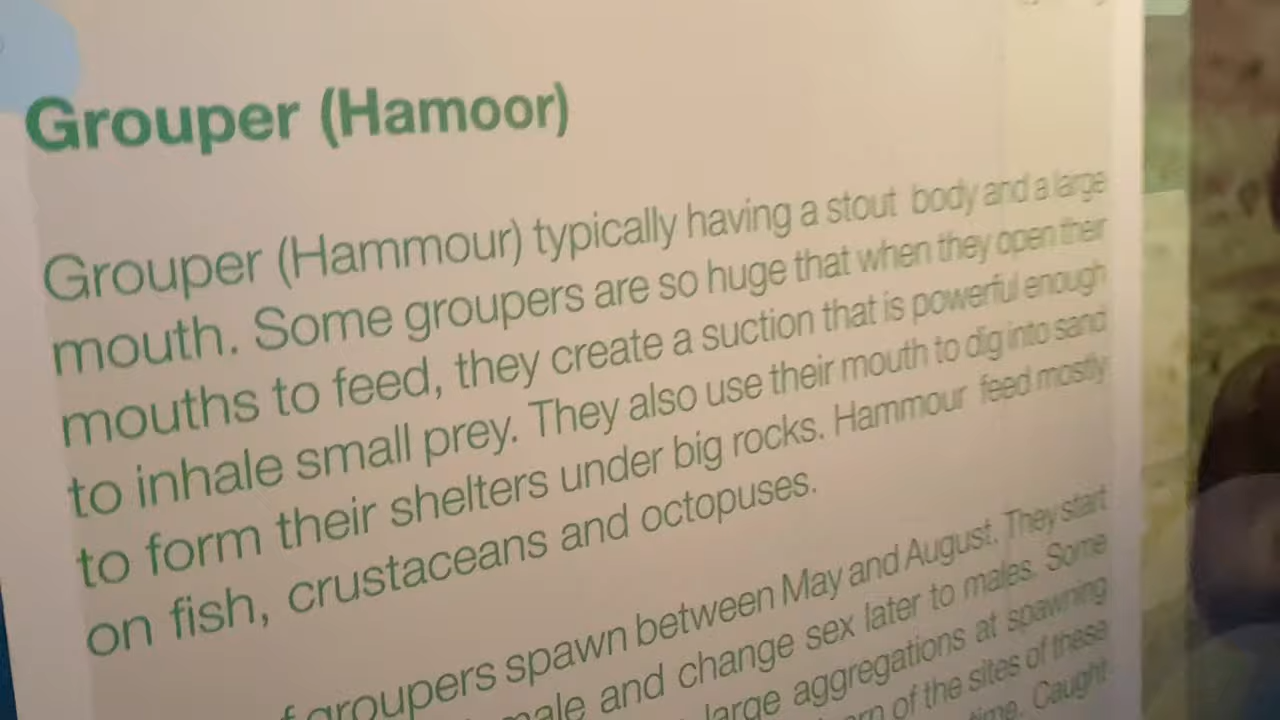 Grouper (Hamoor)
Grouper (Hammour) typically having a stout body and a large
mouth. Some groupers are so huge that when they open their
mouths to feed, they create a suction that is powerful enough
to inhale small prey. They also use their mouth to dig into sand
to form their shelters under big rocks. Hammour feed mostly
on fish, crustaceans and octopuses.
groupers spawn between May and August. They start
and change sex later to males. Some
large aggregations at spawning
of the sites of these
time. Caught